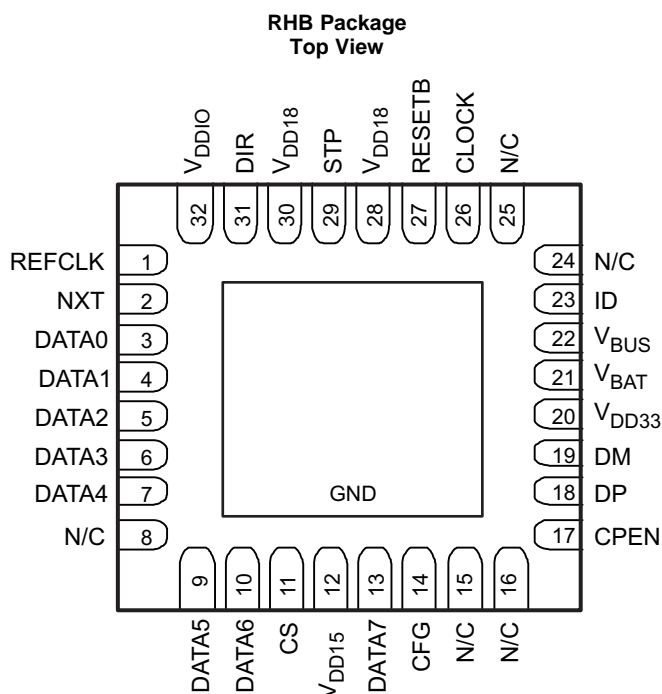 RHB Package
Top View
VDDIO
DIR
VDD18
STP
VDD18
RESETB
CLOCK
N/C
32
31
30
29
28
27
26
25
REFCLK 1
NXT 2
DATA0 3
DATA1 4
DATA2 5
DATA3 6
DATA4 7
N/C 8
24 N/C
23 ID
22 VBUS
21 VBAT
20 VDD33
19 DM
18 DP
17 CPEN
GND
9
10
11
12
13
14
15
16
DATA5
DATA6
CS
VDD15
DATA7
CFG
N/C
N/C